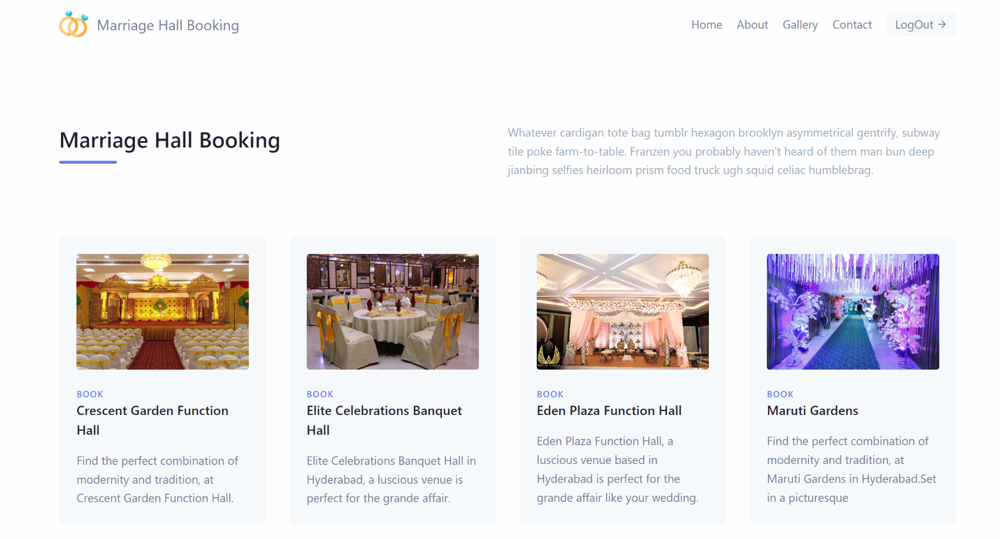 Marriage Hall Booking
Home
About
Gallery
Contact
LogOut →
Marriage Hall Booking
Whatever cardigan tote bag tumblr hexagon brooklyn asymmetrical gentrify, subway
tile poke farm-to-table. Franzen you probably haven't heard of them man bun deep
jianbing selfies heirloom prism food truck ugh squid celiac humblebrag.
BOOK
Crescent Garden Function
Hall
Find the perfect combination of
modernity and tradition, at
Crescent Garden Function Hall.
BOOK
Elite Celebrations Banquet
Hall
Elite Celebrations Banquet Hall in
Hyderabad, a luscious venue is
perfect for the grande affair.
ROYAL HALLS
BOOK
Eden Plaza Function Hall
Eden Plaza Function Hall, a
luscious venue based in
Hyderabad is perfect for the
grande affair like your wedding.
BOOK
Maruti Gardens
Find the perfect combination of
modernity and tradition, at
Maruti Gardens in Hyderabad.Set
in a picturesque